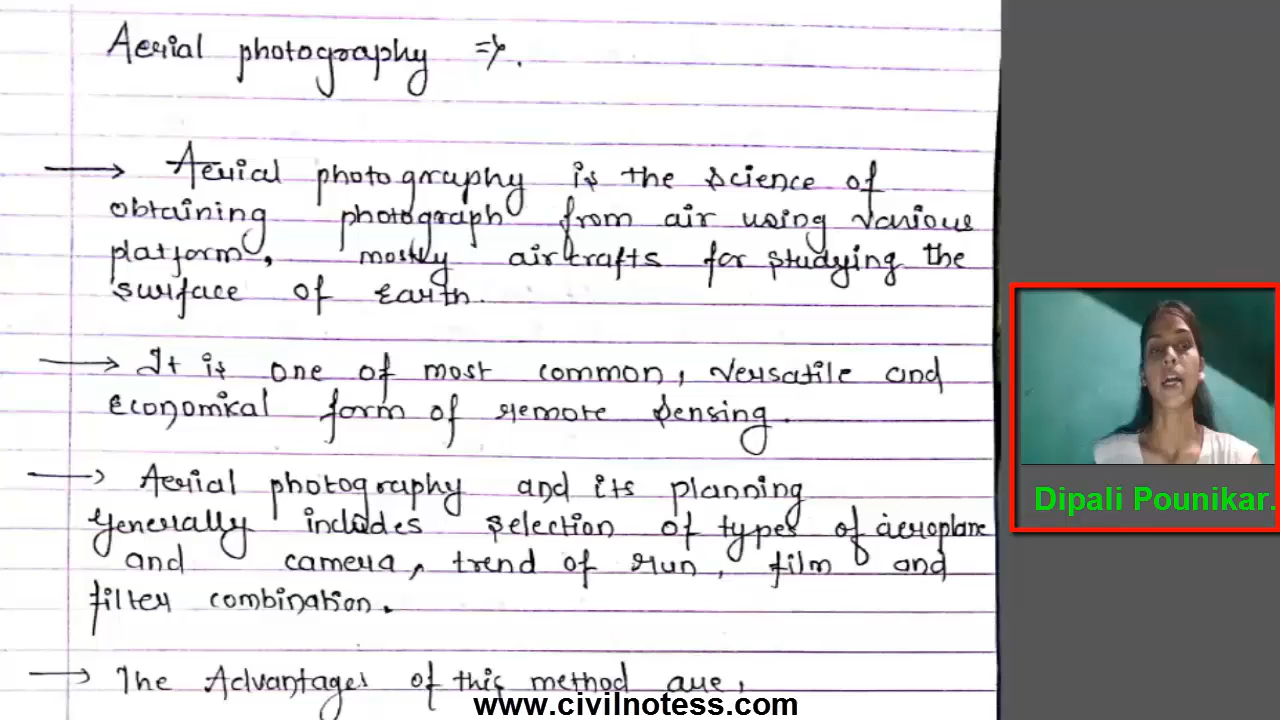 Aerial photography ⇒.
→ Aerial photography is the science of
obtaining photograph from air using various
platform, mostly aircrafts for studying the
surface of Earth.
→ It is one of most common, versatile and
Economical form of remote sensing.
→ Aerial photography and its planning
Generally includes selection of types of aeroplane
and camera, trend of run, film and
filter combination.
→ The Advantages of this method are,
www.civilnotess.com
Dipali Pounikar.